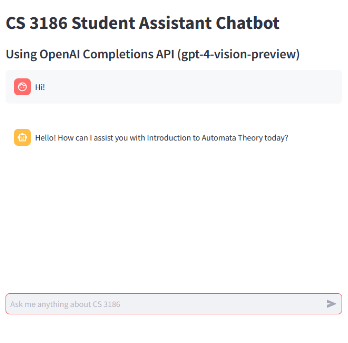 CS 3186 Student Assistant Chatbot
Using OpenAI Completions API (gpt-4-vision-preview)
Hi!
Hello! How can I assist you with Introduction to Automata Theory today?
Ask me anything about CS 3186